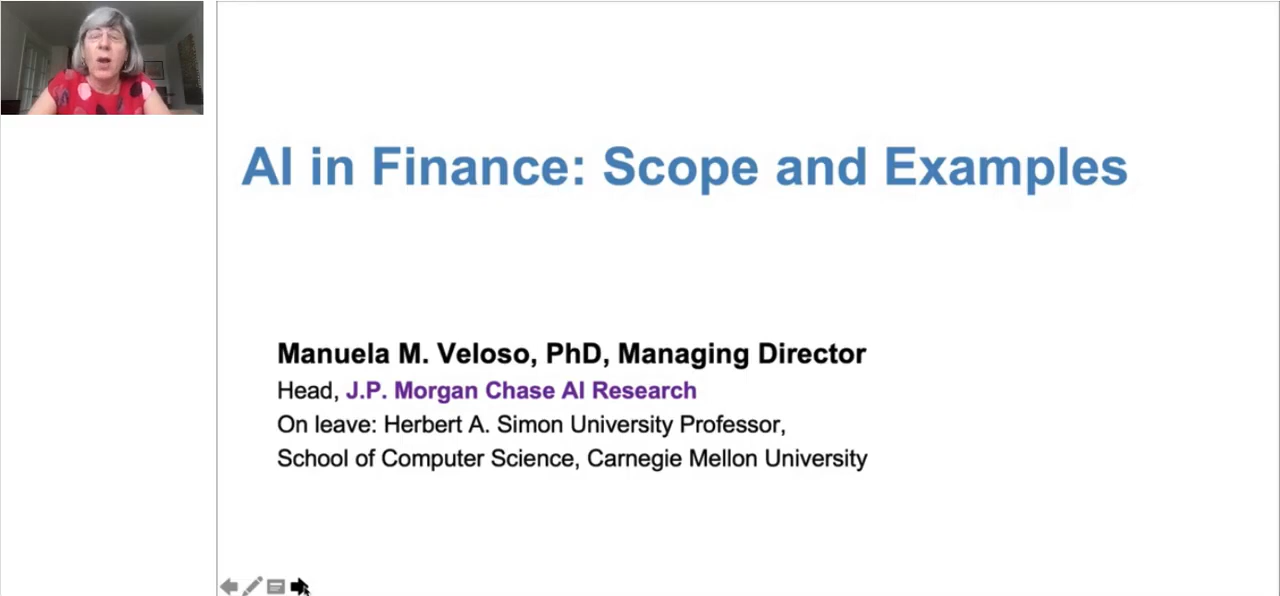 AI in Finance: Scope and Examples
Manuela M. Veloso, PhD, Managing Director
Head, J.P. Morgan Chase AI Research
On leave: Herbert A. Simon University Professor,
School of Computer Science, Carnegie Mellon University